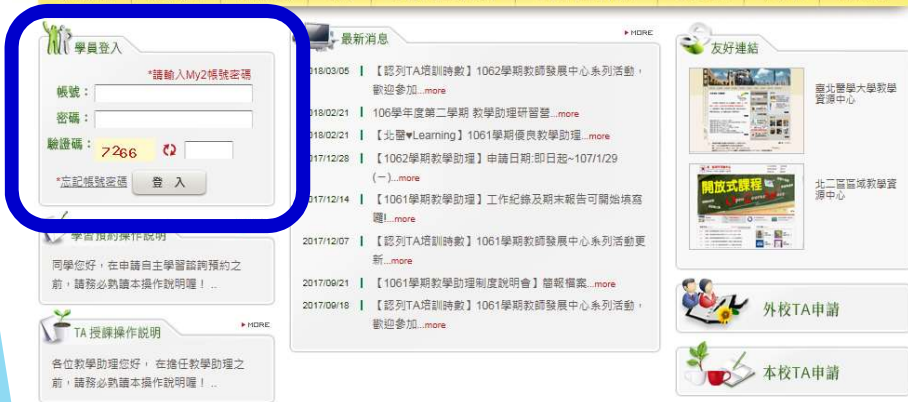 學員登入
*請輸入My2帳號密碼
帳號：
密碼：
驗證碼：
7266
*忘記帳號密碼
登 入
學習預約操作說明
同學您好，在申請自主學習諮詢預約之
前，請務必熟讀本操作說明喔！ ..
TA 授課操作說明
MORE
各位教學助理您好， 在擔任教學助理之
前，請務必熟讀本操作說明喔！ ..
最新消息
MORE
2018/03/05 【認列TA培訓時數】1062學期教師發展中心系列活動，
歡迎參加...more
2018/02/21 106學年度第二學期 教學助理研習營...more
2018/02/21 【北醫♥Learning】1061學期優良教學助理...more
2017/12/28 【1062學期教學助理】申請日期:即日起~107/1/29
(一)...more
2017/12/14 【1061學期教學助理】工作紀錄及期末報告可開始填寫
囉!...more
2017/12/07 【認列TA培訓時數】1061學期教師發展中心系列活動更
新...more
2017/09/21 【1061學期教學助理制度說明會】簡報檔案...more
2017/09/18 【認列TA培訓時數】1061學期教師發展中心系列活動，
歡迎參加...more
友好連結
臺北醫學大學教學
資源中心
開放式課程
北二區區域教學資
源中心
外校TA申請
本校TA申請